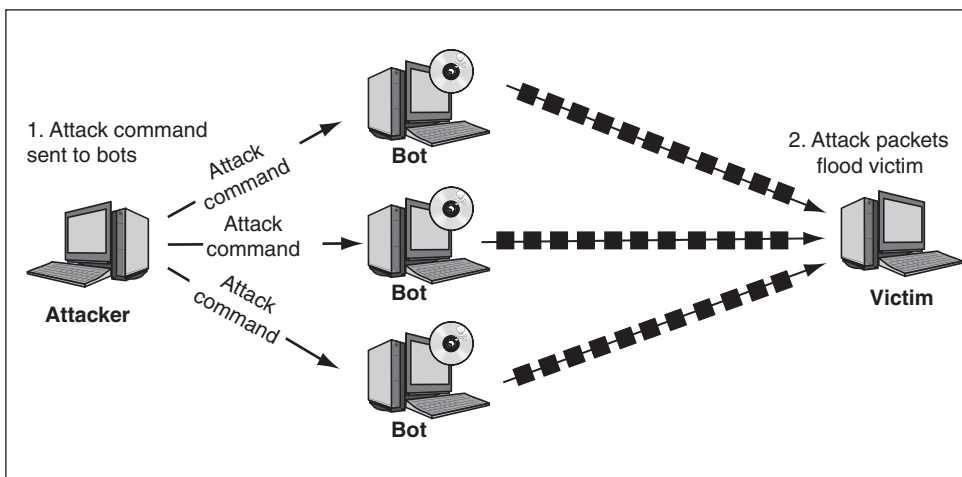 1. Attack command
sent to bots
Attacker
Attack
command
Attack
command
Attack
command
Bot
Bot
Bot
2. Attack packets
flood victim
Victim